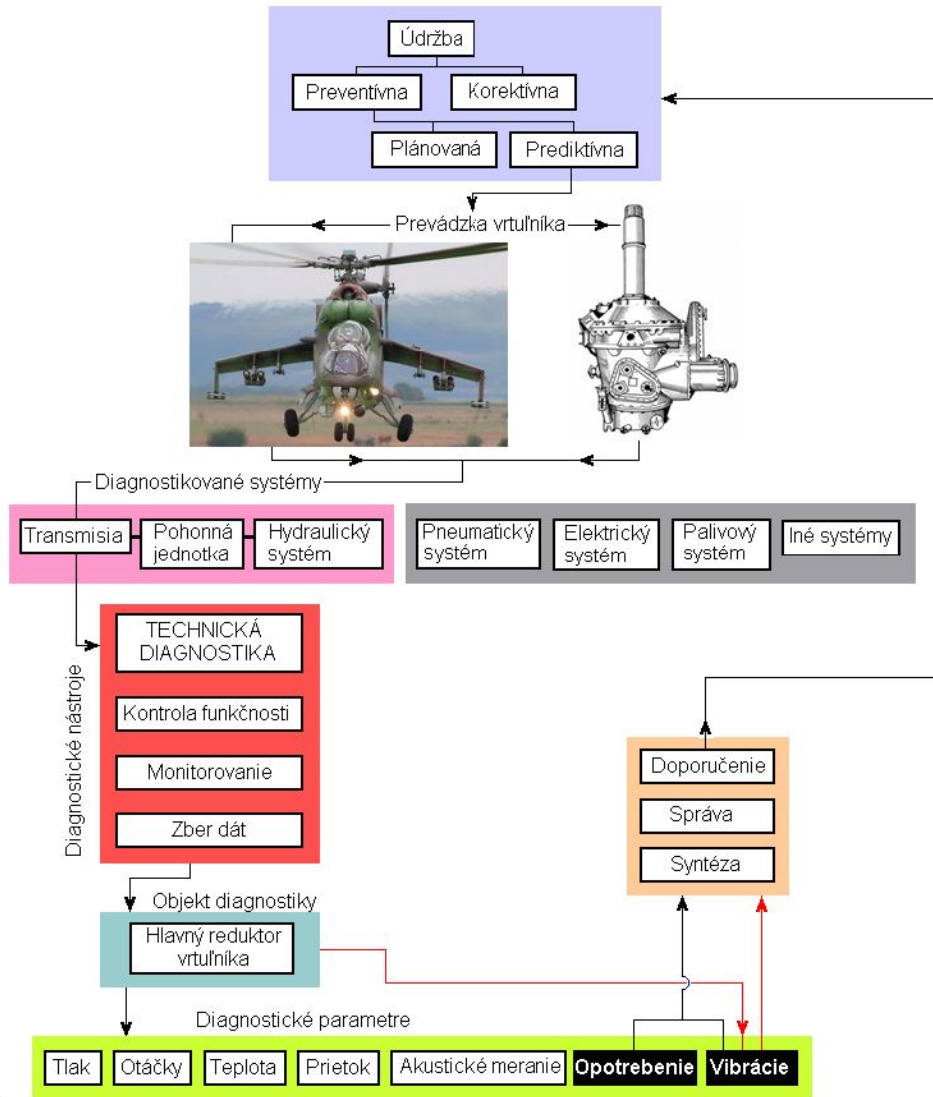 Údržba
Preventívna
Korektívna
Plánovaná
Prediktívna
Prevádzka vrtuľníka
Diagnostikované systémy
Transmisia
Pohonná
jednotka
Hydraulický
systém
Pneumatický
systém
Elektrický
systém
Palivový
systém
Iné systémy
Diagnostické nástroje
TECHNICKÁ
DIAGNOSTIKA
Kontrola funkčnosti
Monitorovanie
Zber dát
Doporučenie
Správa
Syntéza
Objekt diagnostiky
Hlavný reduktor
vrtuľníka
Diagnostické parametre
Tlak
Otáčky
Teplota
Prietok
Akustické meranie
Opotrebenie
Vibrácie